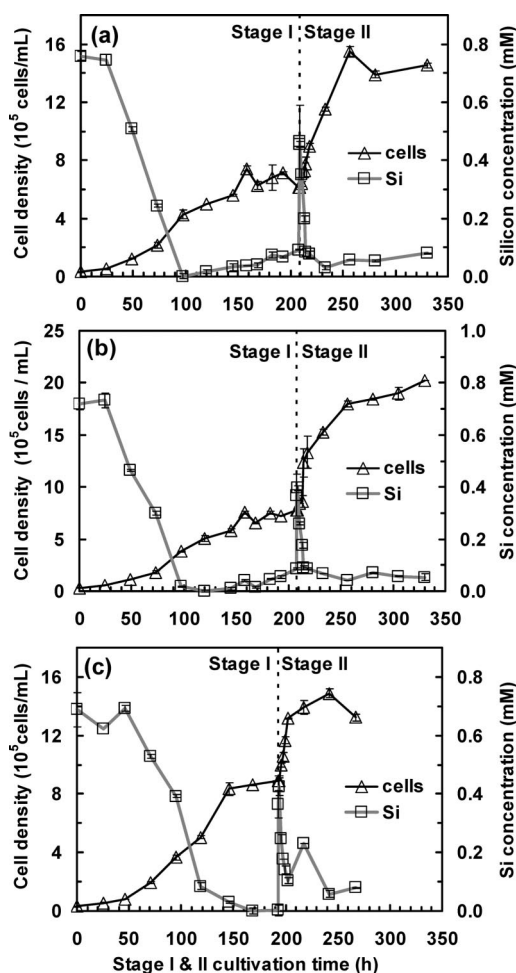 (a)
Stage I
Stage II
cells
Si
Cell density (10⁵ cells/mL)
Silicon concentration (mM)
16
12
8
4
0
0.8
0.6
0.4
0.2
0.0
0 50 100 150 200 250 300 350
(b)
Stage I
Stage II
cells
Si
Cell density (10⁵cells / mL)
Si concentration (mM)
25
20
15
10
5
0
1.0
0.8
0.6
0.4
0.2
0.0
0 50 100 150 200 250 300 350
(c)
Stage I
Stage II
cells
Si
Cell density (10⁵cells/mL)
Si concentration (mM)
16
12
8
4
0
0.8
0.6
0.4
0.2
0.0
0 50 100 150 200 250 300 350
Stage I & II cultivation time (h)